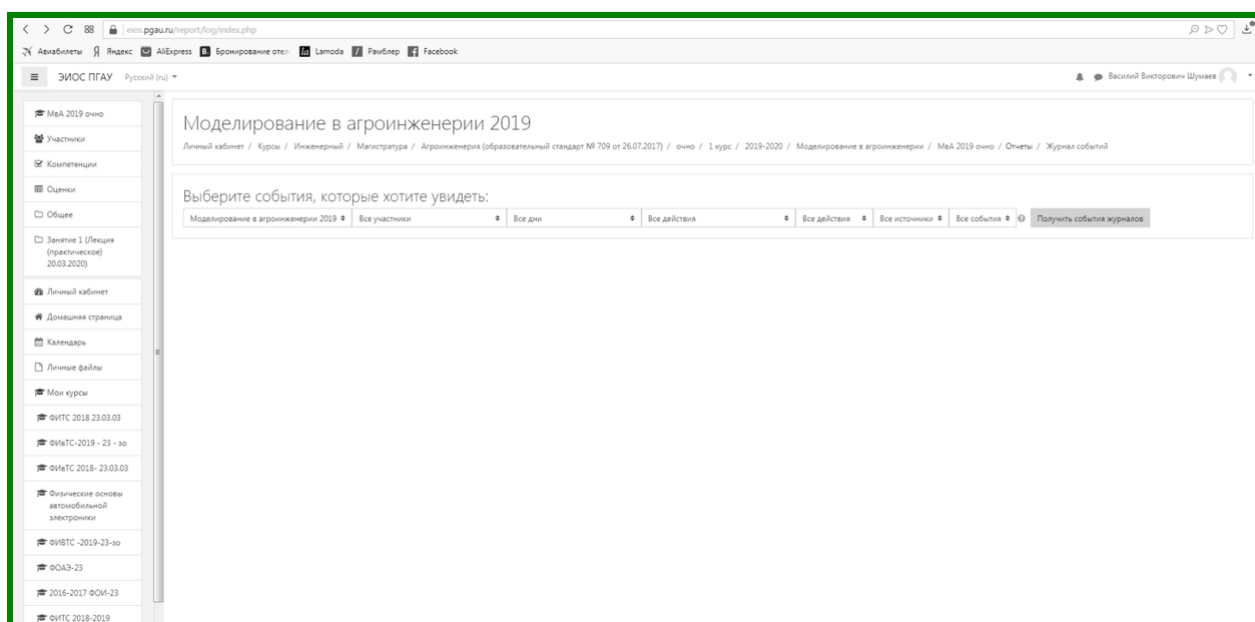 eios.pgau.ru/report/log/index.php
Авиабилеты Яндекс AliExpress Бронирование отел Lamoda Рамблер Facebook
ЭИОС ПГАУ Русский (ru) Василий Викторович Шумаев
МвА 2019 очно
Участники
Компетенции
Оценки
Общее
Занятие 1 (Лекция
(практическое)
20.03.2020)
Личный кабинет
Домашняя страница
Календарь
Личные файлы
Мои курсы
ФИТС 2018 23.03.03
ФИвТС-2019 - 23 - зо
ФИвТС 2018- 23.03.03
Физические основы
автомобильной
электроники
ФИВТС -2019-23-зо
ФОАЭ-23
2016-2017 ФОИ-23
ФИТС 2018-2019
Моделирование в агроинженерии 2019
Личный кабинет / Курсы / Инженерный / Магистратура / Агроинженерия (образовательный стандарт № 709 от 26.07.2017) / очно / 1 курс / 2019-2020 / Моделирование в агроинженерии / МвА 2019 очно / Отчеты / Журнал событий
Выберите события, которые хотите увидеть:
Моделирование в агроинженерии 2019 Все участники Все дни Все действия Все действия Все источники Все события Получить события журналов